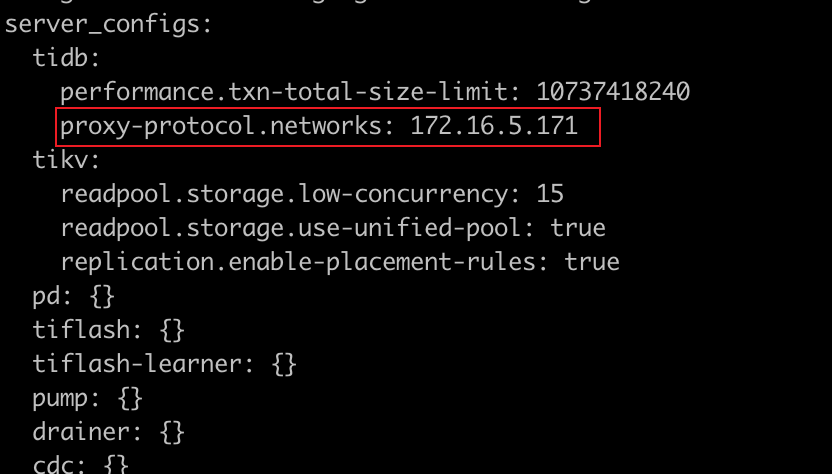 server_configs:
tidb:
performance.txn-total-size-limit: 10737418240
proxy-protocol.networks: 172.16.5.171
tikv:
readpool.storage.low-concurrency: 15
readpool.storage.use-unified-pool: true
replication.enable-placement-rules: true
pd: {}
tiflash: {}
tiflash-learner: {}
pump: {}
drainer: {}
cdc: {}